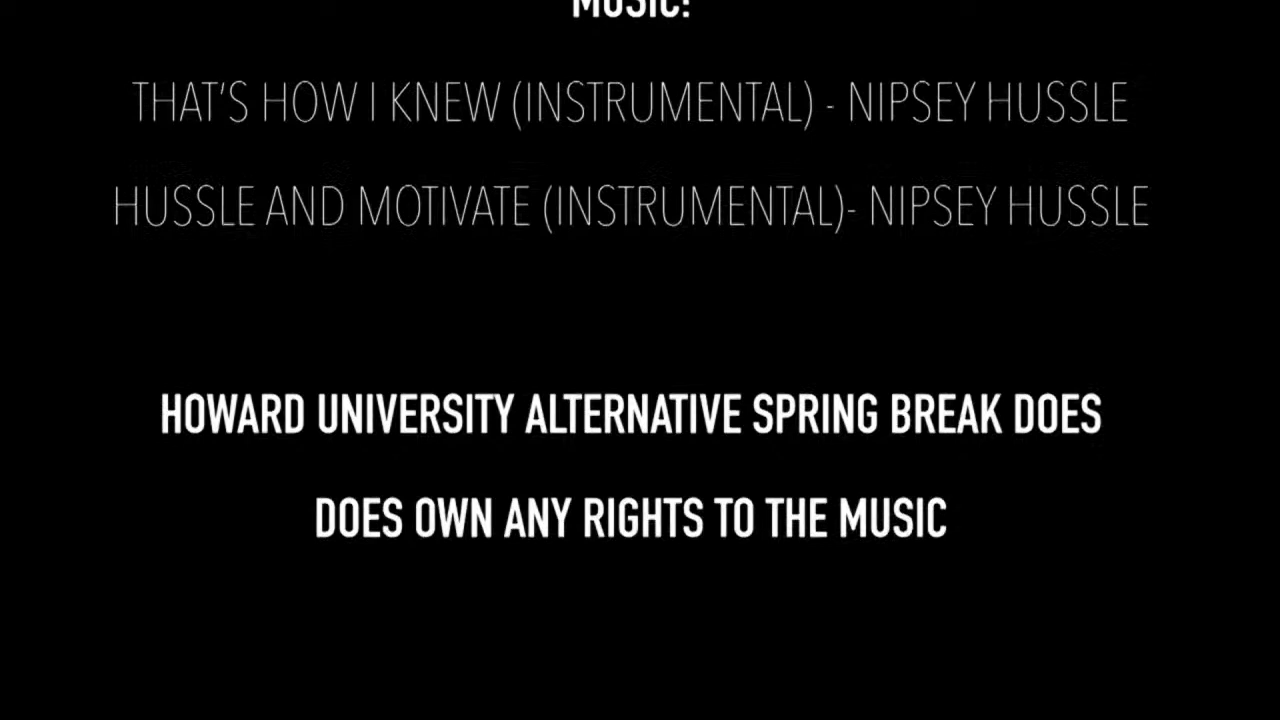 MUSIC:
THAT'S HOW I KNEW (INSTRUMENTAL) - NIPSEY HUSSLE
HUSSLE AND MOTIVATE (INSTRUMENTAL)- NIPSEY HUSSLE
HOWARD UNIVERSITY ALTERNATIVE SPRING BREAK DOES
DOES OWN ANY RIGHTS TO THE MUSIC